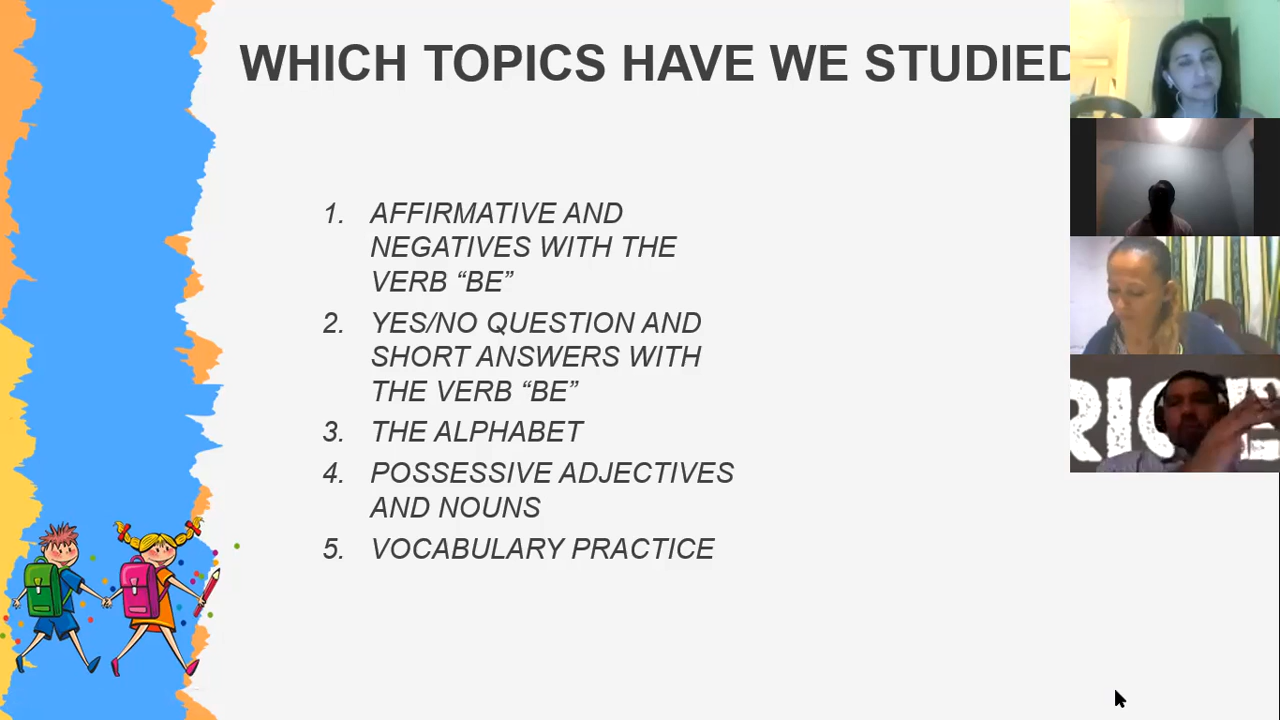 WHICH TOPICS HAVE WE STUDIED
1. AFFIRMATIVE AND
NEGATIVES WITH THE
VERB “BE”
2. YES/NO QUESTION AND
SHORT ANSWERS WITH
THE VERB “BE”
3. THE ALPHABET
4. POSSESSIVE ADJECTIVES
AND NOUNS
5. VOCABULARY PRACTICE